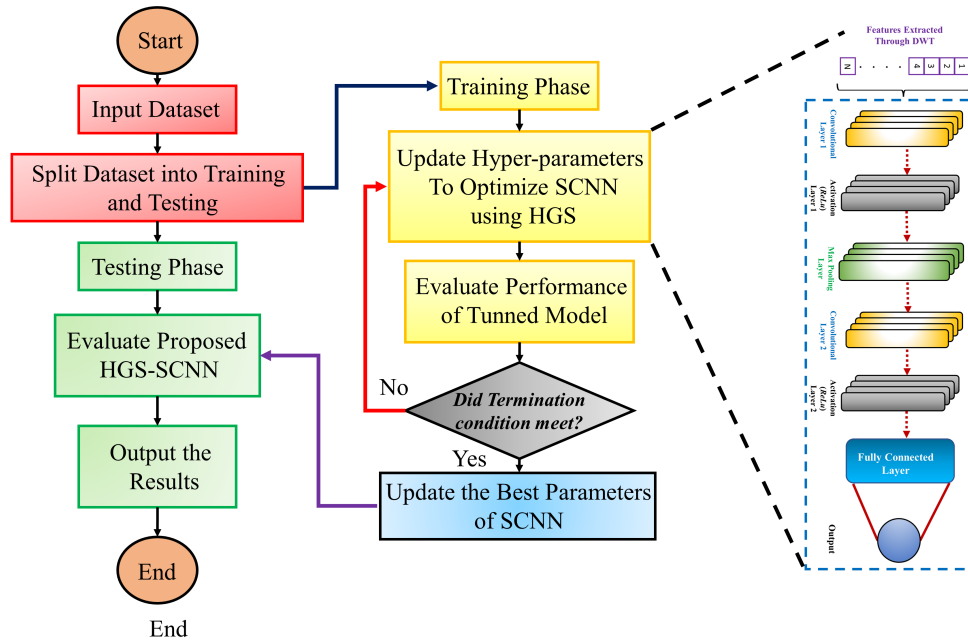 Start
Input Dataset
Split Dataset into Training
and Testing
Testing Phase
Evaluate Proposed
HGS-SCNN
Output the
Results
End
End
Training Phase
Update Hyper-parameters
To Optimize SCNN
using HGS
Evaluate Performance
of Tunned Model
Did Termination
condition meet?
No
Yes
Update the Best Parameters
of SCNN
Features Extracted
Through DWT
N . . . . 4 3 2 1
Convolutional
Layer 1
Activation
(ReLu)
Layer 1
Max Pooling
Layer
Convolutional
Layer 2
Activation
(ReLu)
Layer 2
Fully Connected
Layer
Output